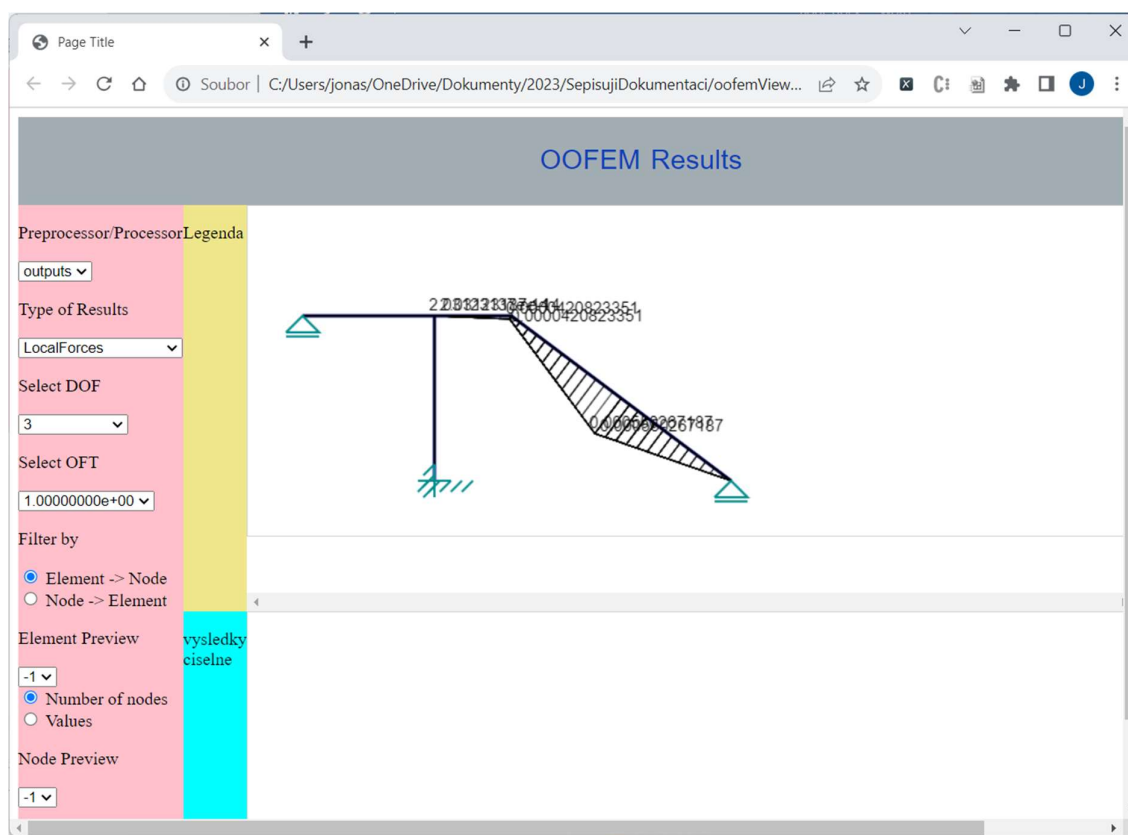 Page Title
Soubor | C:/Users/jonas/OneDrive/Dokumenty/2023/SepisujiDokumentaci/oofemView...
J
OOFEM Results
Preprocessor/Processor
Legenda
outputs
Type of Results
LocalForces
Select DOF
3
Select OFT
1.00000000e+00
Filter by
Element -> Node
Node -> Element
Element Preview
-1
Number of nodes
Values
Node Preview
-1
vysledky
ciselne
0.0000420823351